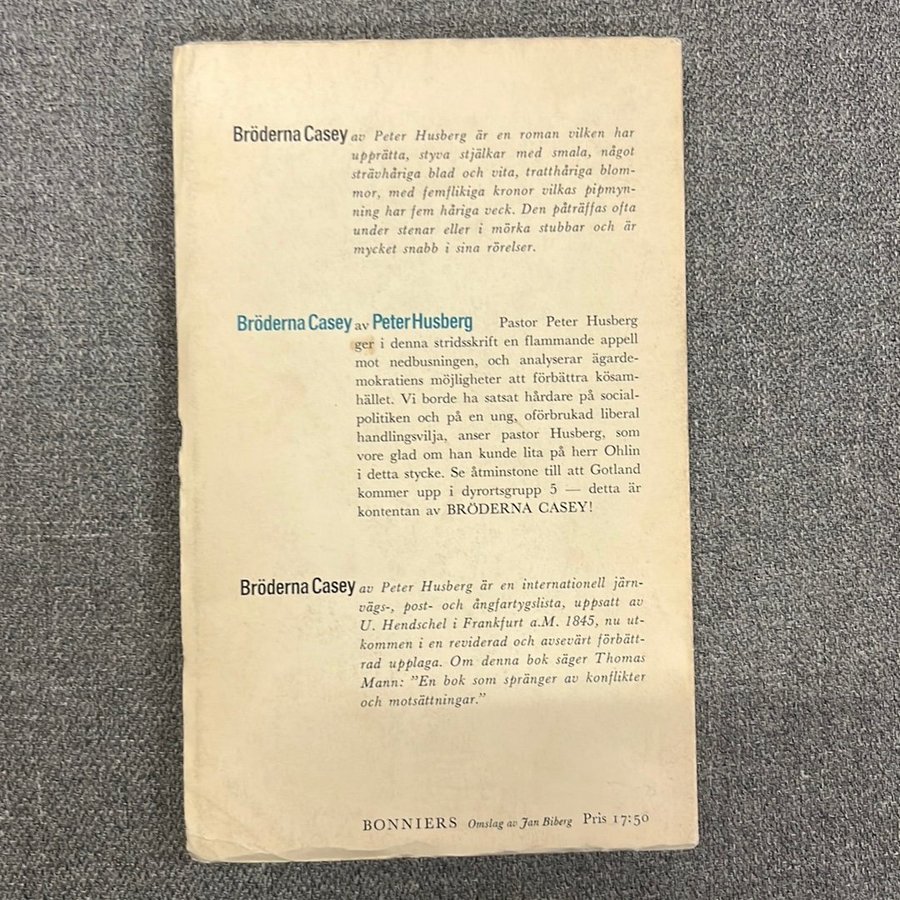 Bröderna Casey av Peter Husberg är en roman vilken har
upprätta, styva stjälkar med smala, något
strävhåriga blad och vita, tratthåriga blom-
mor, med femflikiga kronor vilkas pipmyn-
ning har fem håriga veck. Den påträffas ofta
under stenar eller i mörka stubbar och är
mycket snabb i sina rörelser.
Bröderna Casey av Peter Husberg Pastor Peter Husberg
ger i denna stridsskrift en flammande appell
mot nedbusningen, och analyserar ägarde-
mokratiens möjligheter att förbättra kösam-
hället. Vi borde ha satsat hårdare på social-
politiken och på en ung, oförbrukad liberal
handlingsvilja, anser pastor Husberg, som
vore glad om han kunde lita på herr Ohlin
i detta stycke. Se åtminstone till att Gotland
kommer upp i dyrortsgrupp 5 — detta är
kontentan av BRÖDERNA CASEY!
Bröderna Casey av Peter Husberg är en internationell järn-
vägs-, post- och ångfartygslista, uppsatt av
U. Hendschel i Frankfurt a.M. 1845, nu ut-
kommen i en reviderad och avsevärt förbätt-
rad upplaga. Om denna bok säger Thomas
Mann: ”En bok som spränger av konflikter
och motsättningar.”
BONNIERS Omslag av Jan Biberg Pris 17:50